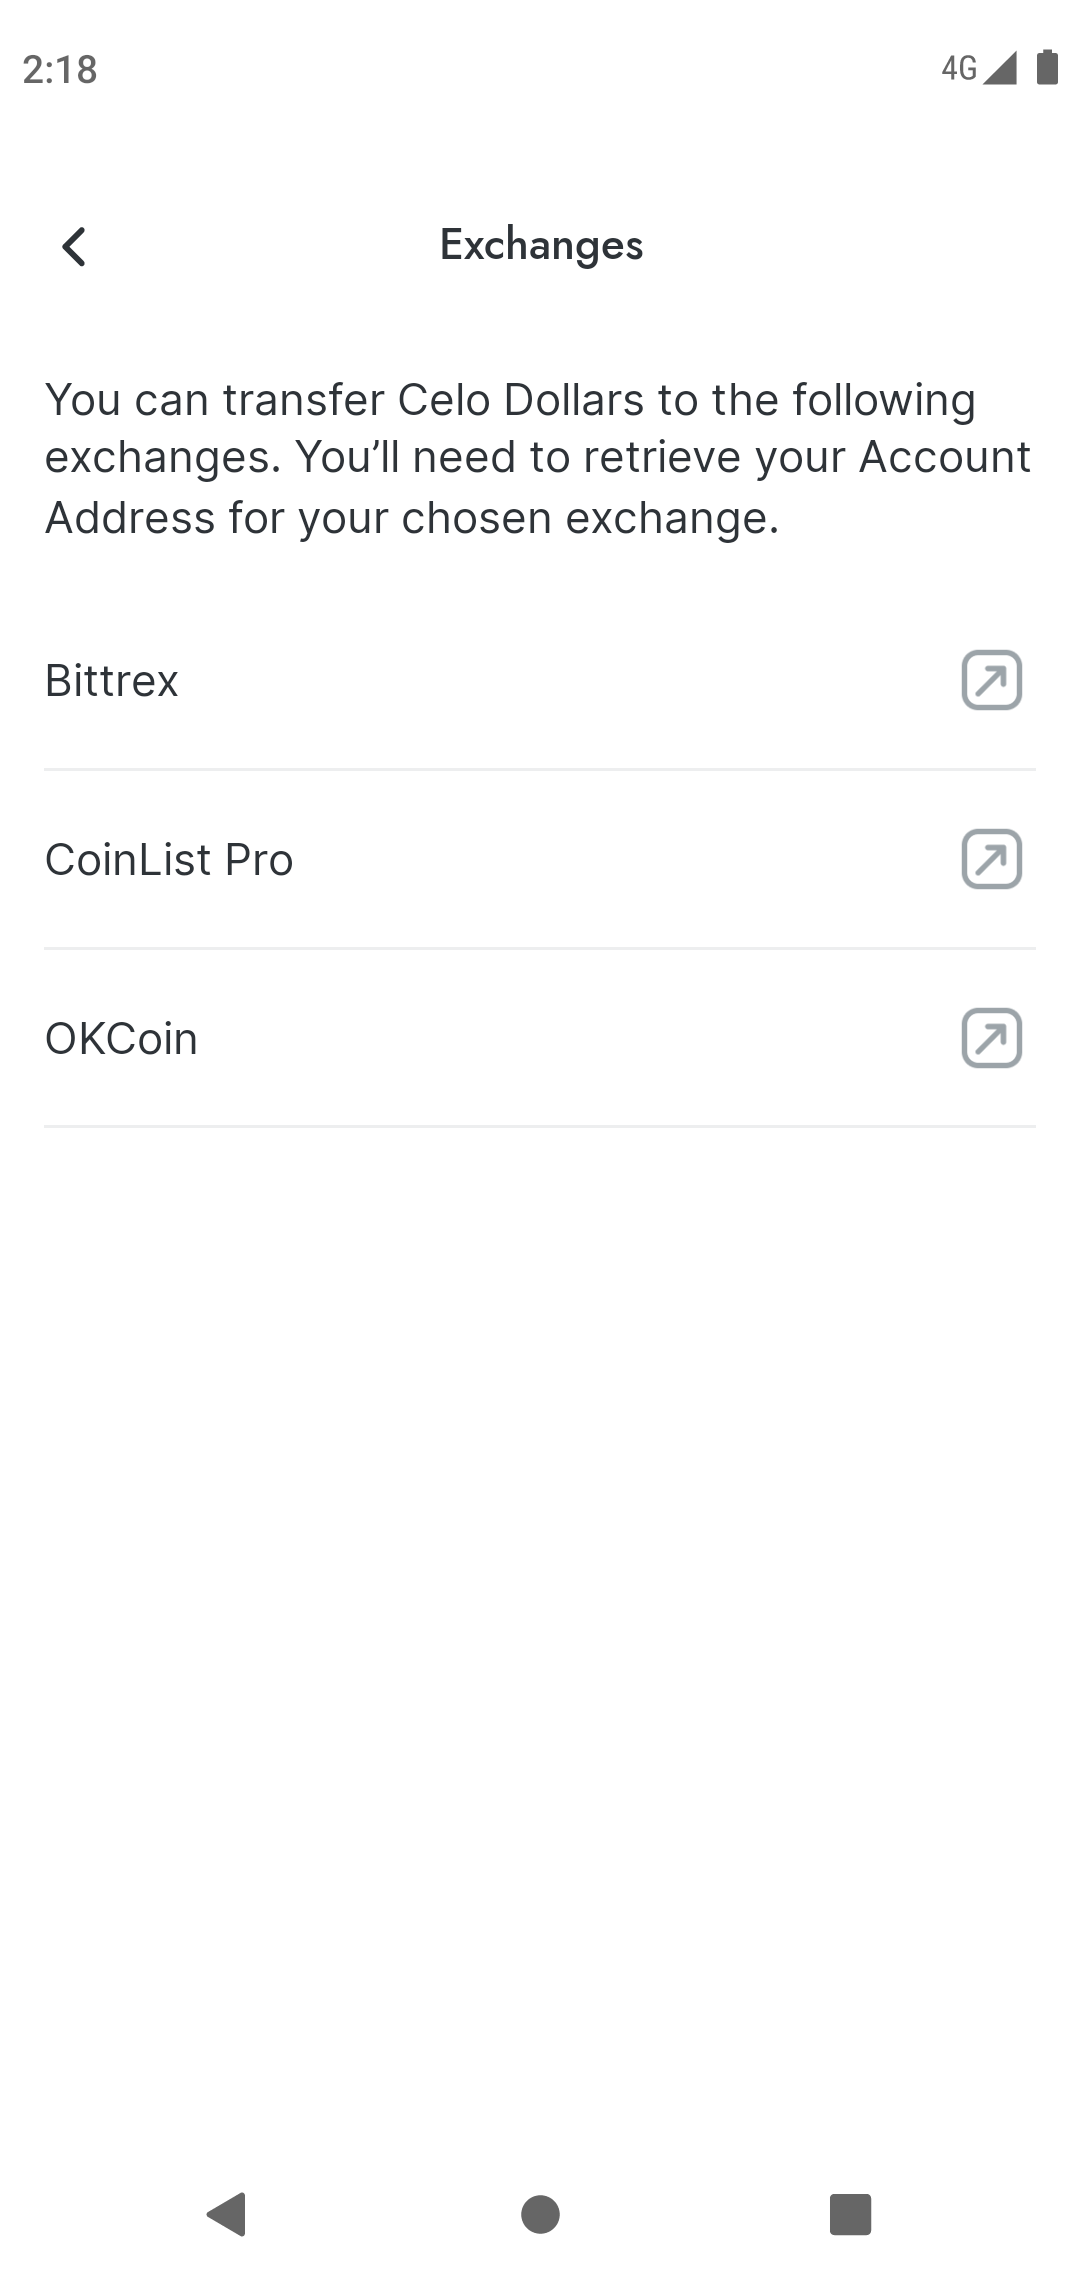 2:18
4G
Exchanges
You can transfer Celo Dollars to the following
exchanges. You’ll need to retrieve your Account
Address for your chosen exchange.
Bittrex
CoinList Pro
OKCoin